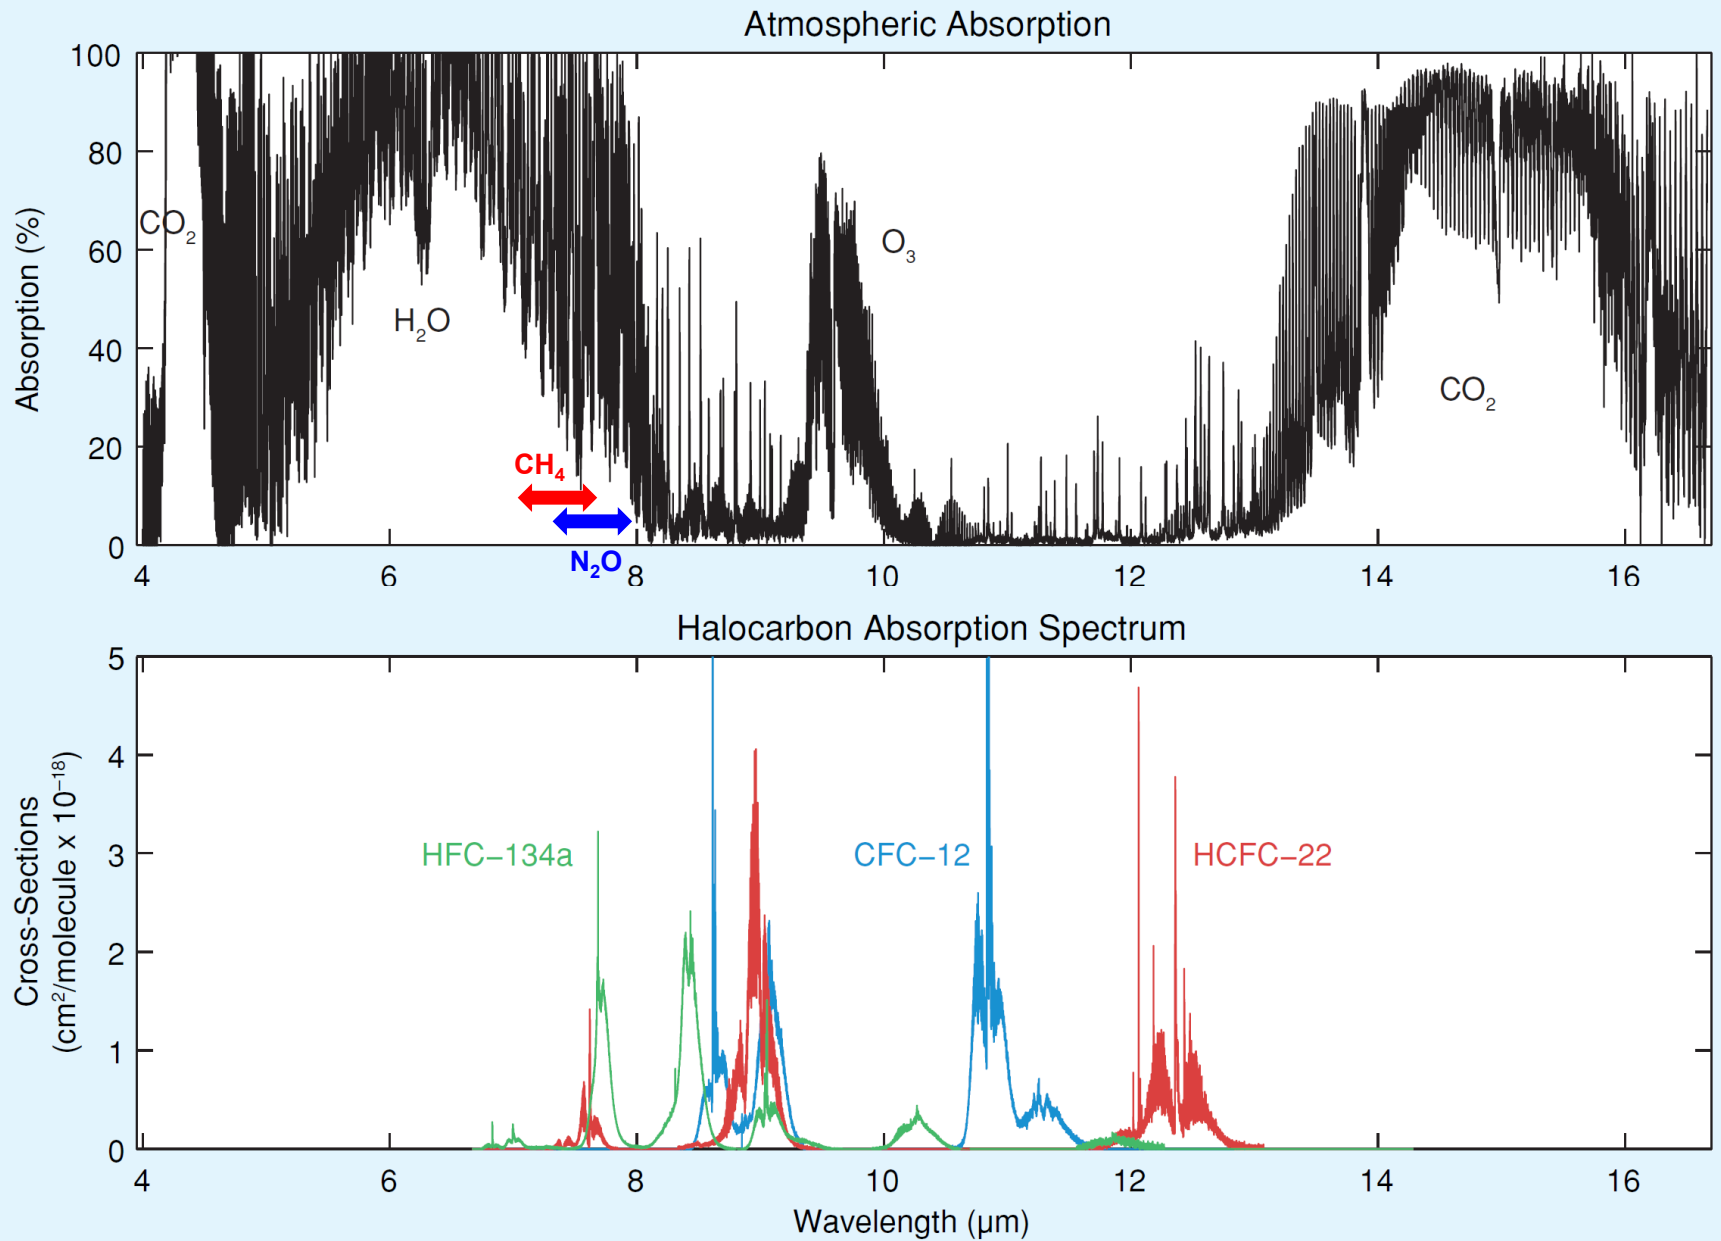 Atmospheric Absorption
100
80
60
40
20
0
Absorption (%)
CO₂
H₂O
O₃
CO₂
CH₄
N₂O
4 6 8 10 12 14 16
Halocarbon Absorption Spectrum
5
4
3
2
1
0
Cross-Sections
(cm²/molecule x 10⁻¹⁸)
HFC–134a
CFC–12
HCFC–22
4 6 8 10 12 14 16
Wavelength (µm)